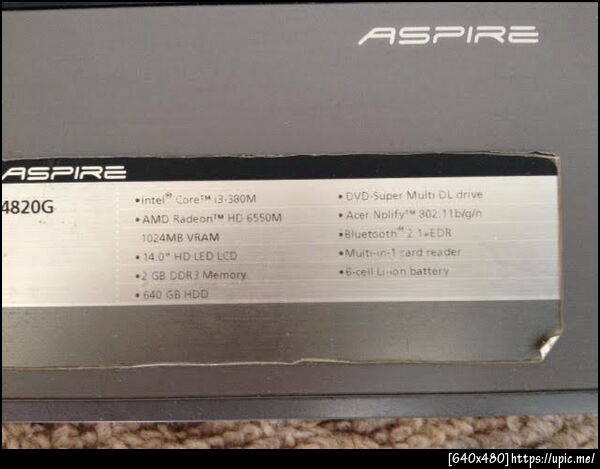 ASPIRE
ASPIRE
4820G
•Intel® Core™ i3-380M
•AMD Radeon™ HD 6550M
1024MB VRAM
•14.0" HD LED LCD
•2 GB DDR3 Memory
•640 GB HDD
•DVD-Super Multi DL drive
•Acer Nplify™ 802.11b/g/n
•Bluetooth® 2.1+EDR
•Multi-in-1 card reader
•6-cell Li-ion battery
[640x480]https://upic.me/